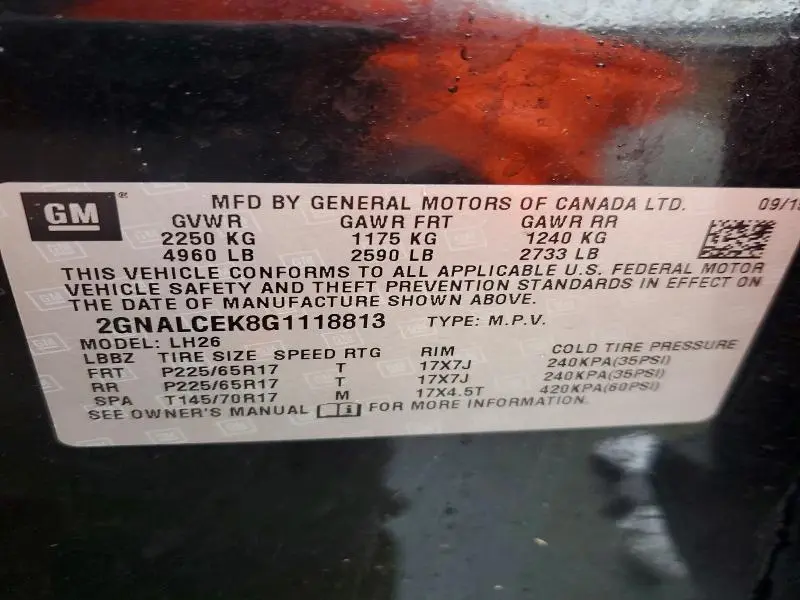 GM® MFD BY GENERAL MOTORS OF CANADA LTD. 09/15
GVWR GAWR FRT GAWR RR
2250 KG 1175 KG 1240 KG
4960 LB 2590 LB 2733 LB
THIS VEHICLE CONFORMS TO ALL APPLICABLE U.S. FEDERAL MOTOR
VEHICLE SAFETY AND THEFT PREVENTION STANDARDS IN EFFECT ON
THE DATE OF MANUFACTURE SHOWN ABOVE.
2GNALCEK8G1118813 TYPE: M.P.V.
MODEL: LH26
LBBZ TIRE SIZE SPEED RTG RIM COLD TIRE PRESSURE
FRT P225/65R17 T 17X7J 240KPA(35PSI)
RR P225/65R17 T 17X7J 240KPA(35PSI)
SPA T145/70R17 M 17X4.5T 420KPA(60PSI)
SEE OWNER'S MANUAL i FOR MORE INFORMATION.